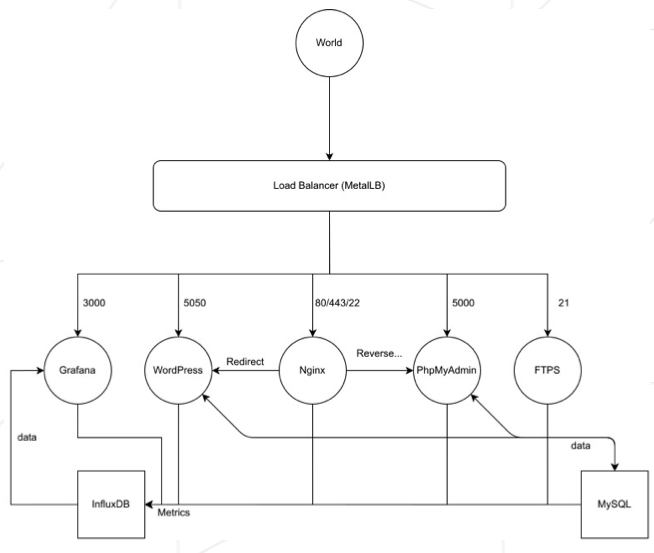 World
Load Balancer (MetalLB)
3000
5050
80/443/22
5000
21
Grafana
WordPress
Redirect
Nginx
Reverse...
PhpMyAdmin
FTPS
data
data
InfluxDB
Metrics
MySQL